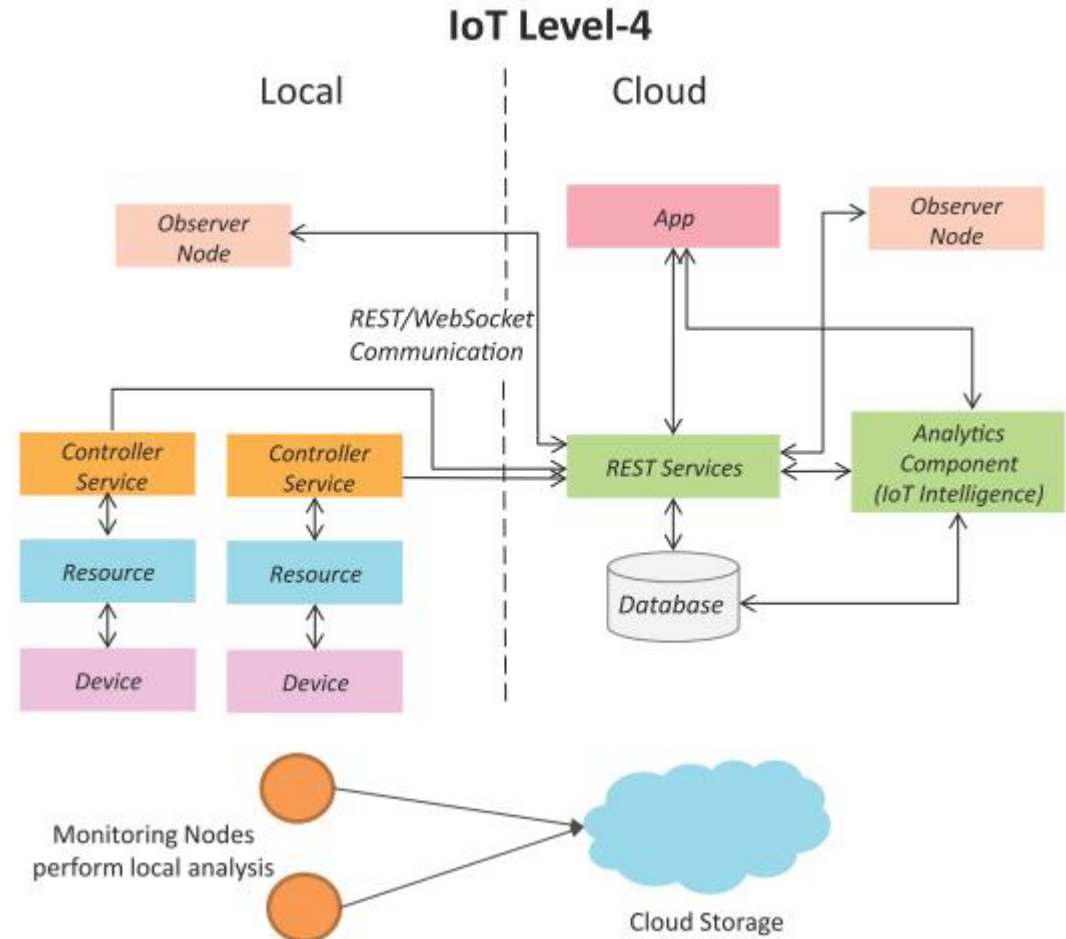 IoT Level-4
Local
Cloud
Observer
Node
App
Observer
Node
REST/WebSocket
Communication
Controller
Service
Controller
Service
REST Services
Analytics
Component
(IoT Intelligence)
Resource
Resource
Database
Device
Device
Monitoring Nodes
perform local analysis
Cloud Storage